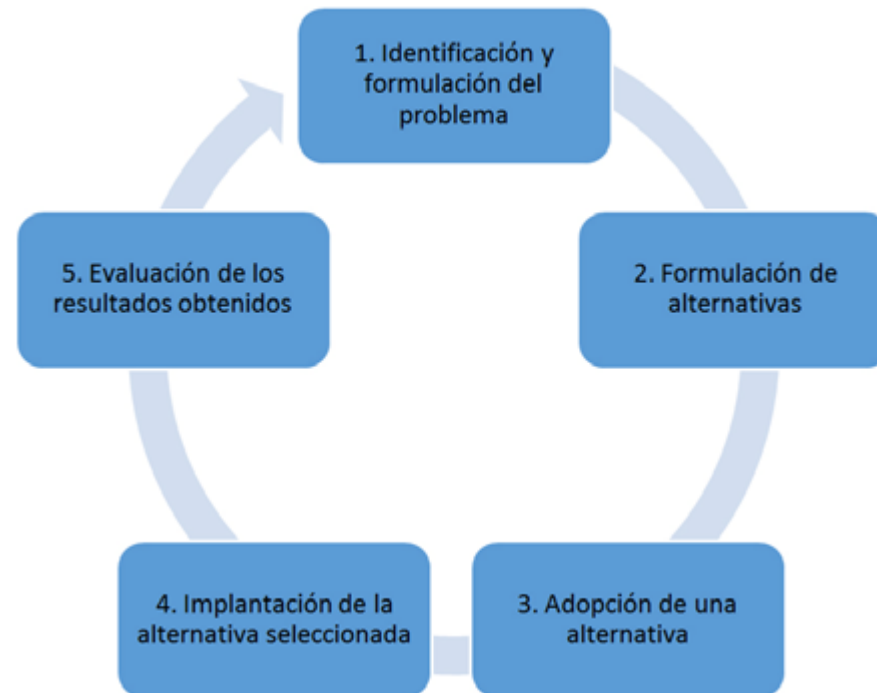 1. Identificación y
formulación del
problema
2. Formulación de
alternativas
3. Adopción de una
alternativa
4. Implantación de la
alternativa seleccionada
5. Evaluación de los
resultados obtenidos